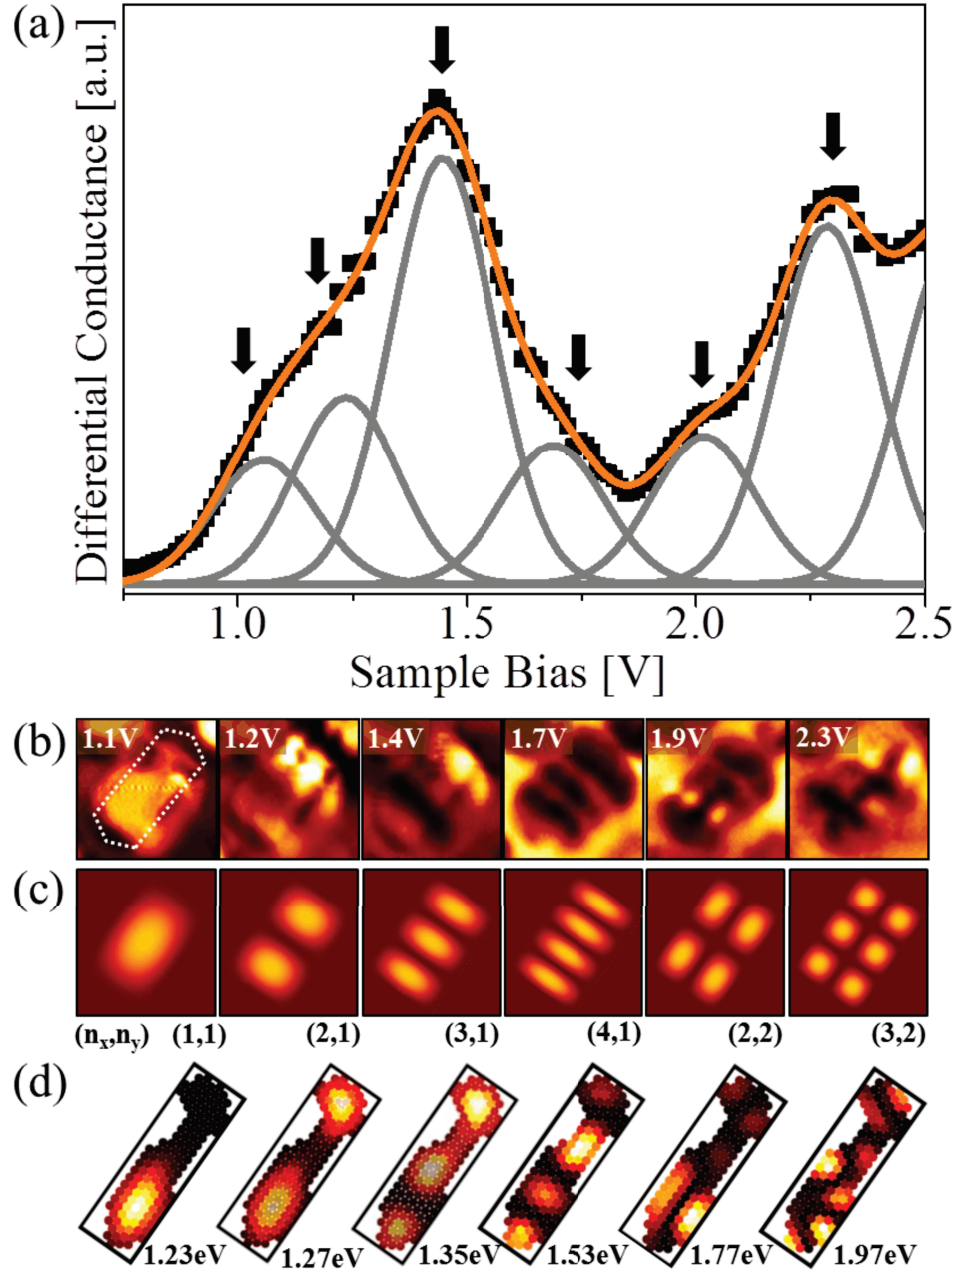 (a)
Differential Conductance [a.u.]
1.0 1.5 2.0 2.5
Sample Bias [V]
(b)
1.1V 1.2V 1.4V 1.7V 1.9V 2.3V
(c)
(nx,ny) (1,1) (2,1) (3,1) (4,1) (2,2) (3,2)
(d)
1.23eV 1.27eV 1.35eV 1.53eV 1.77eV 1.97eV